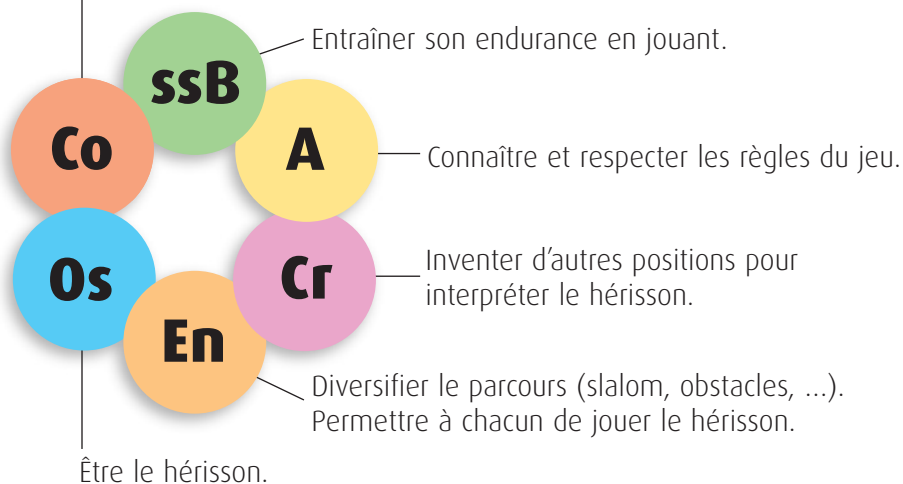 ssB
Entraîner son endurance en jouant.
Co
A
Connaître et respecter les règles du jeu.
Os
Cr
Inventer d'autres positions pour
interpréter le hérisson.
En
Diversifier le parcours (slalom, obstacles, ...).
Permettre à chacun de jouer le hérisson.
Être le hérisson.